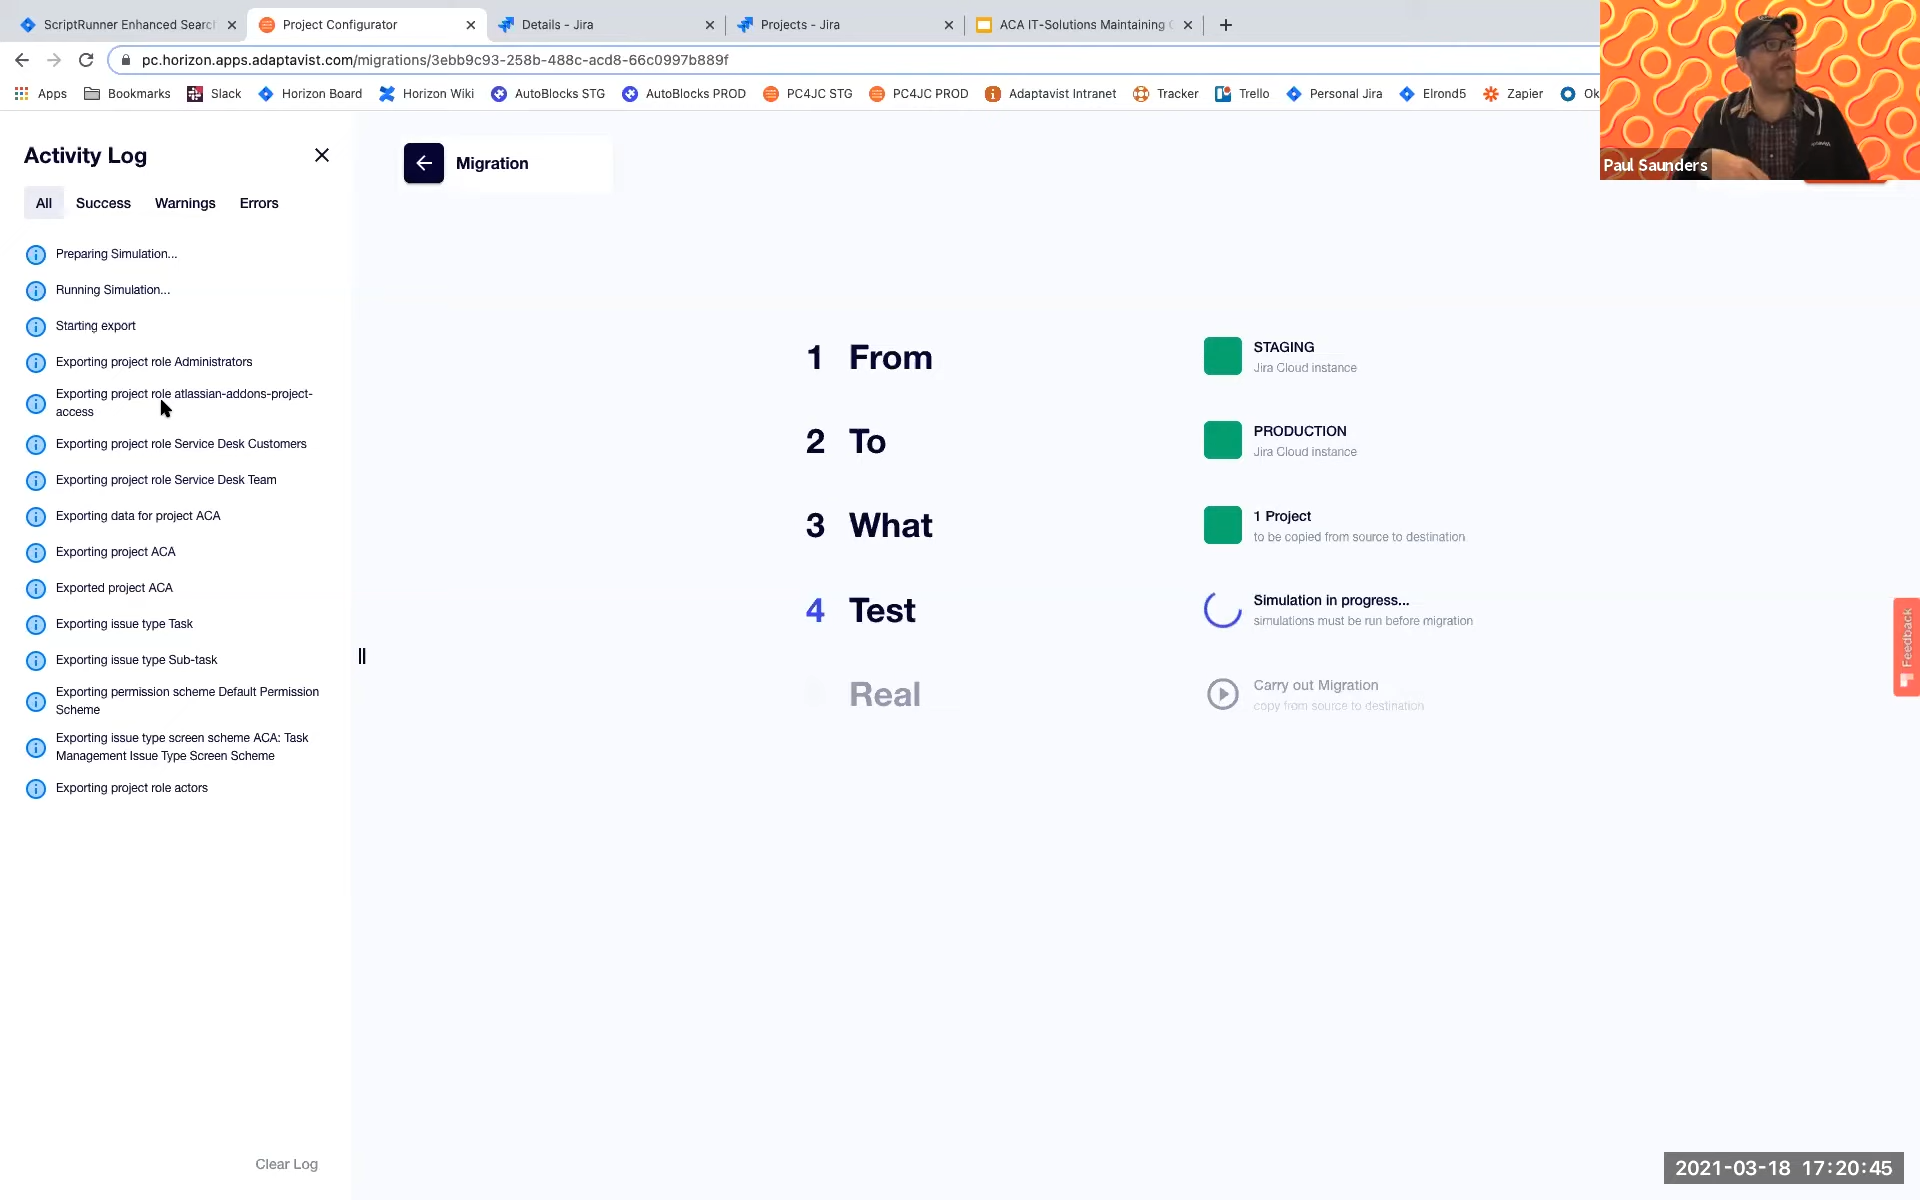 ScriptRunner Enhanced Searc
Project Configurator
Details - Jira
Projects - Jira
ACA IT-Solutions Maintaining
pc.horizon.apps.adaptavist.com/migrations/3ebb9c93-258b-488c-acd8-66c0997b889f
Apps
Bookmarks
Slack
Horizon Board
Horizon Wiki
AutoBlocks STG
AutoBlocks PROD
PC4JC STG
PC4JC PROD
Adaptavist Intranet
Tracker
Trello
Personal Jira
Elrond5
Zapier
Ok
Paul Saunders
Activity Log
All
Success
Warnings
Errors
Preparing Simulation...
Running Simulation...
Starting export
Exporting project role Administrators
Exporting project role atlassian-addons-project-
access
Exporting project role Service Desk Customers
Exporting project role Service Desk Team
Exporting data for project ACA
Exporting project ACA
Exported project ACA
Exporting issue type Task
Exporting issue type Sub-task
Exporting permission scheme Default Permission
Scheme
Exporting issue type screen scheme ACA: Task
Management Issue Type Screen Scheme
Exporting project role actors
Clear Log
Migration
1 From
STAGING
Jira Cloud instance
2 To
PRODUCTION
Jira Cloud instance
3 What
1 Project
to be copied from source to destination
4 Test
Simulation in progress...
simulations must be run before migration
Real
Carry out Migration
copy from source to destination
Feedback
2021-03-18 17:20:45